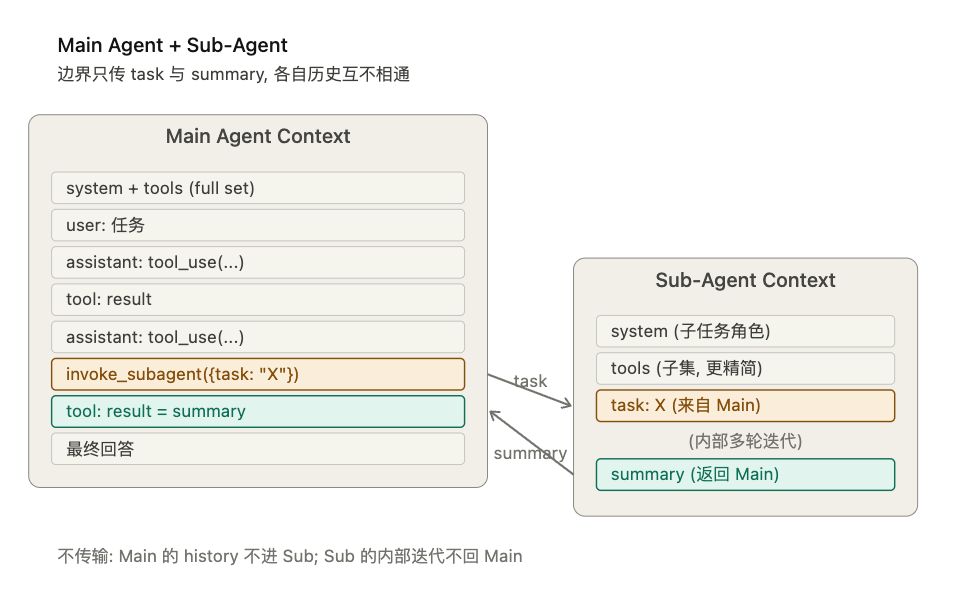 Main Agent + Sub-Agent
边界只传 task 与 summary, 各自历史互不相通
Main Agent Context
system + tools (full set)
user: 任务
assistant: tool_use(...)
tool: result
assistant: tool_use(...)
invoke_subagent({task: "X"})
tool: result = summary
最终回答
task
summary
Sub-Agent Context
system (子任务角色)
tools (子集, 更精简)
task: X (来自 Main)
(内部多轮迭代)
summary (返回 Main)
不传输: Main 的 history 不进 Sub; Sub 的内部迭代不回 Main